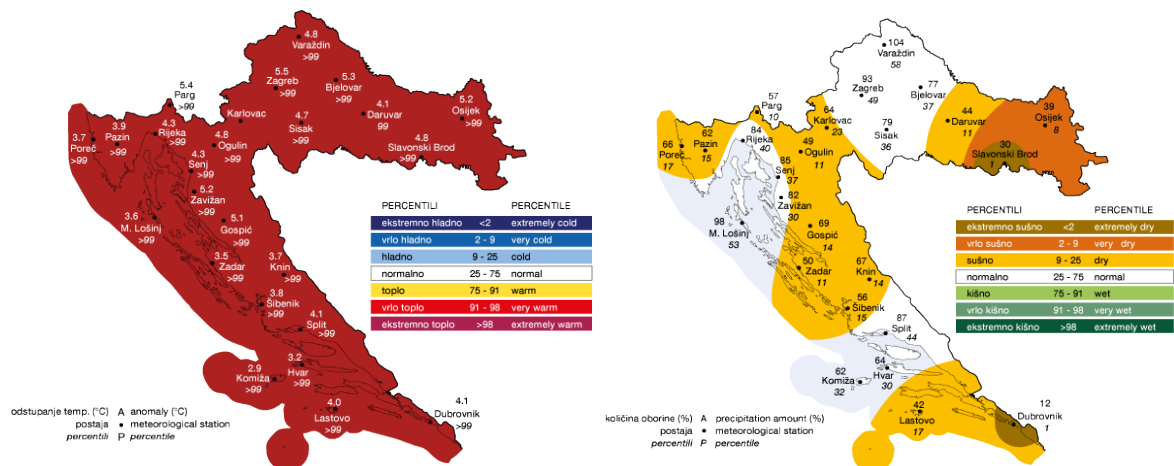 4.8
Varaždin
>99
5.5
Zagreb
>99
5.3
Bjelovar
>99
5.4
Parg
>99
4.1
Daruvar
99
5.2
Osijek
>99
Karlovac
4.7
Sisak
>99
4.8
Slavonski Brod
>99
3.7
Poreč
>99
3.9
Pazin
>99
4.3
Rijeka
>99
4.8
Ogulin
>99
4.3
Senj
>99
5.2
Zavižan
>99
3.6
M. Lošinj
>99
5.1
Gospić
>99
3.5
Zadar
>99
3.7
Knin
>99
3.8
Šibenik
>99
4.1
Split
>99
3.2
Hvar
>99
2.9
Komiža
>99
4.0
Lastovo
>99
4.1
Dubrovnik
>99
PERCENTILI PERCENTILE
ekstremno hladno <2 extremely cold
vrlo hladno 2 - 9 very cold
hladno 9 - 25 cold
normalno 25 - 75 normal
toplo 75 - 91 warm
vrlo toplo 91 - 98 very warm
ekstremno toplo >98 extremely warm
odstupanje temp. (°C) A anomaly (°C)
postaja • meteorological station
percentili P percentile
104
Varaždin
58
93
Zagreb
49
77
Bjelovar
37
57
Parg
10
64
Karlovac
23
79
Sisak
36
44
Daruvar
11
39
Osijek
8
30
Slavonski Brod
1
66
Poreč
17
62
Pazin
15
84
Rijeka
40
49
Ogulin
11
85
Senj
37
82
Zavižan
30
98
M. Lošinj
53
69
Gospić
14
50
Zadar
11
67
Knin
14
56
Šibenik
15
87
Split
44
64
Hvar
30
62
Komiža
32
42
Lastovo
17
12
Dubrovnik
1
PERCENTILI PERCENTILE
ekstremno sušno <2 extremely dry
vrlo sušno 2 - 9 very dry
sušno 9 - 25 dry
normalno 25 - 75 normal
kišno 75 - 91 wet
vrlo kišno 91 - 98 very wet
ekstremno kišno >98 extremely wet
količina oborine (%) A precipitation amount (%)
postaja • meteorological station
percentili P percentile